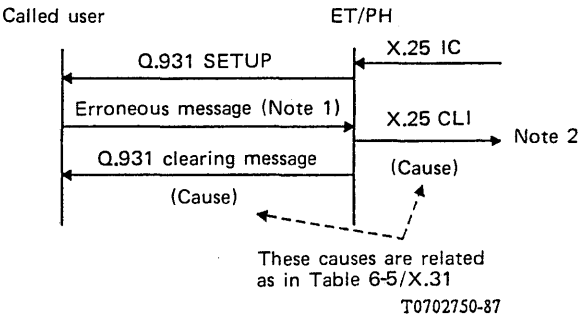 Called user
ET/PH
X.25 IC
Q.931 SETUP
Erroneous message (Note 1)
X.25 CLI
Note 2
Q.931 clearing message
(Cause)
(Cause)
These causes are related
as in Table 6-5/X.31
T0702750-87